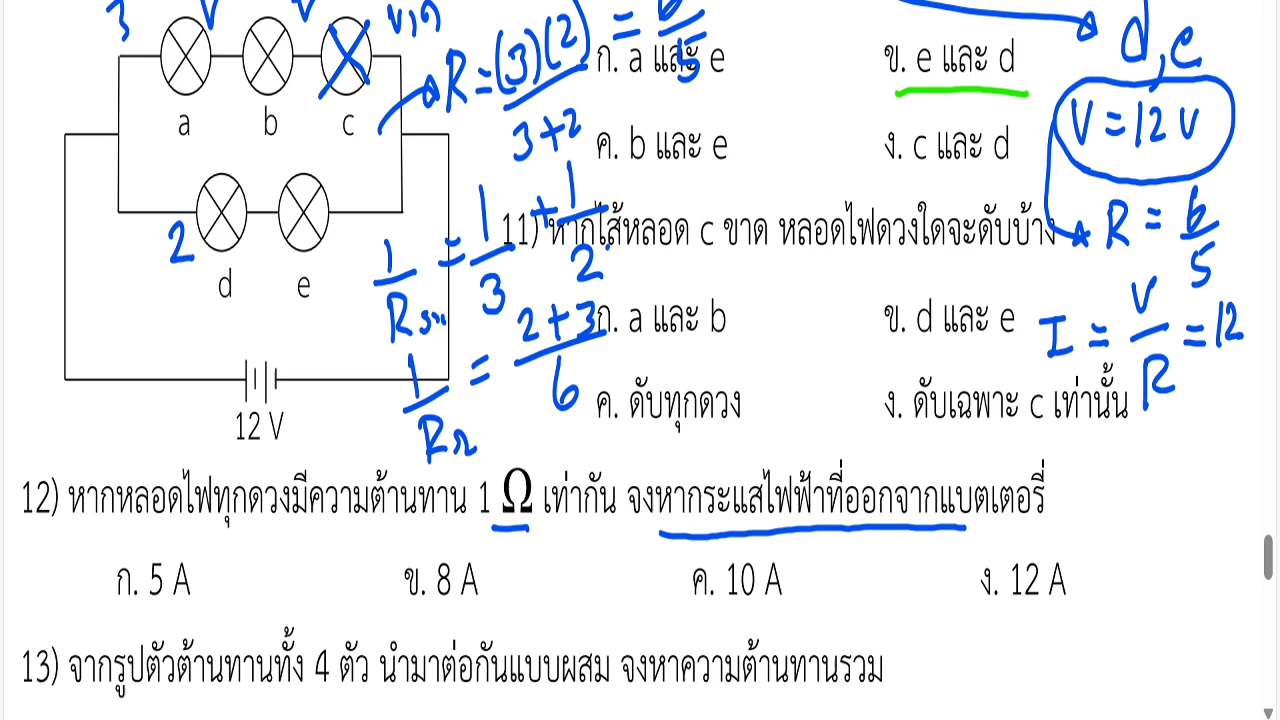 3 V V V,A
R = (3)(2) / 3+2 = 6/5
d,e
ก. a และ e ข. e และ d
V = 12 V
a b c
ค. b และ e ง. c และ d
R = 6/5
11) หากไส้หลอด c ขาด หลอดไฟดวงใดจะดับบ้าง
2
1/R = 1/3 + 1/2
d e
ก. a และ b ข. d และ e
I = V/R = 12
1/R = 2+3/6
ค. ดับทุกดวง ง. ดับเฉพาะ c เท่านั้น
12 V
12) หากหลอดไฟทุกดวงมีความต้านทาน 1 Ω เท่ากัน จงหากระแสไฟฟ้าที่ออกจากแบตเตอรี่
ก. 5 A ข. 8 A ค. 10 A ง. 12 A
13) จากรูปตัวต้านทานทั้ง 4 ตัว นำมาต่อกันแบบผสม จงหาความต้านทานรวม